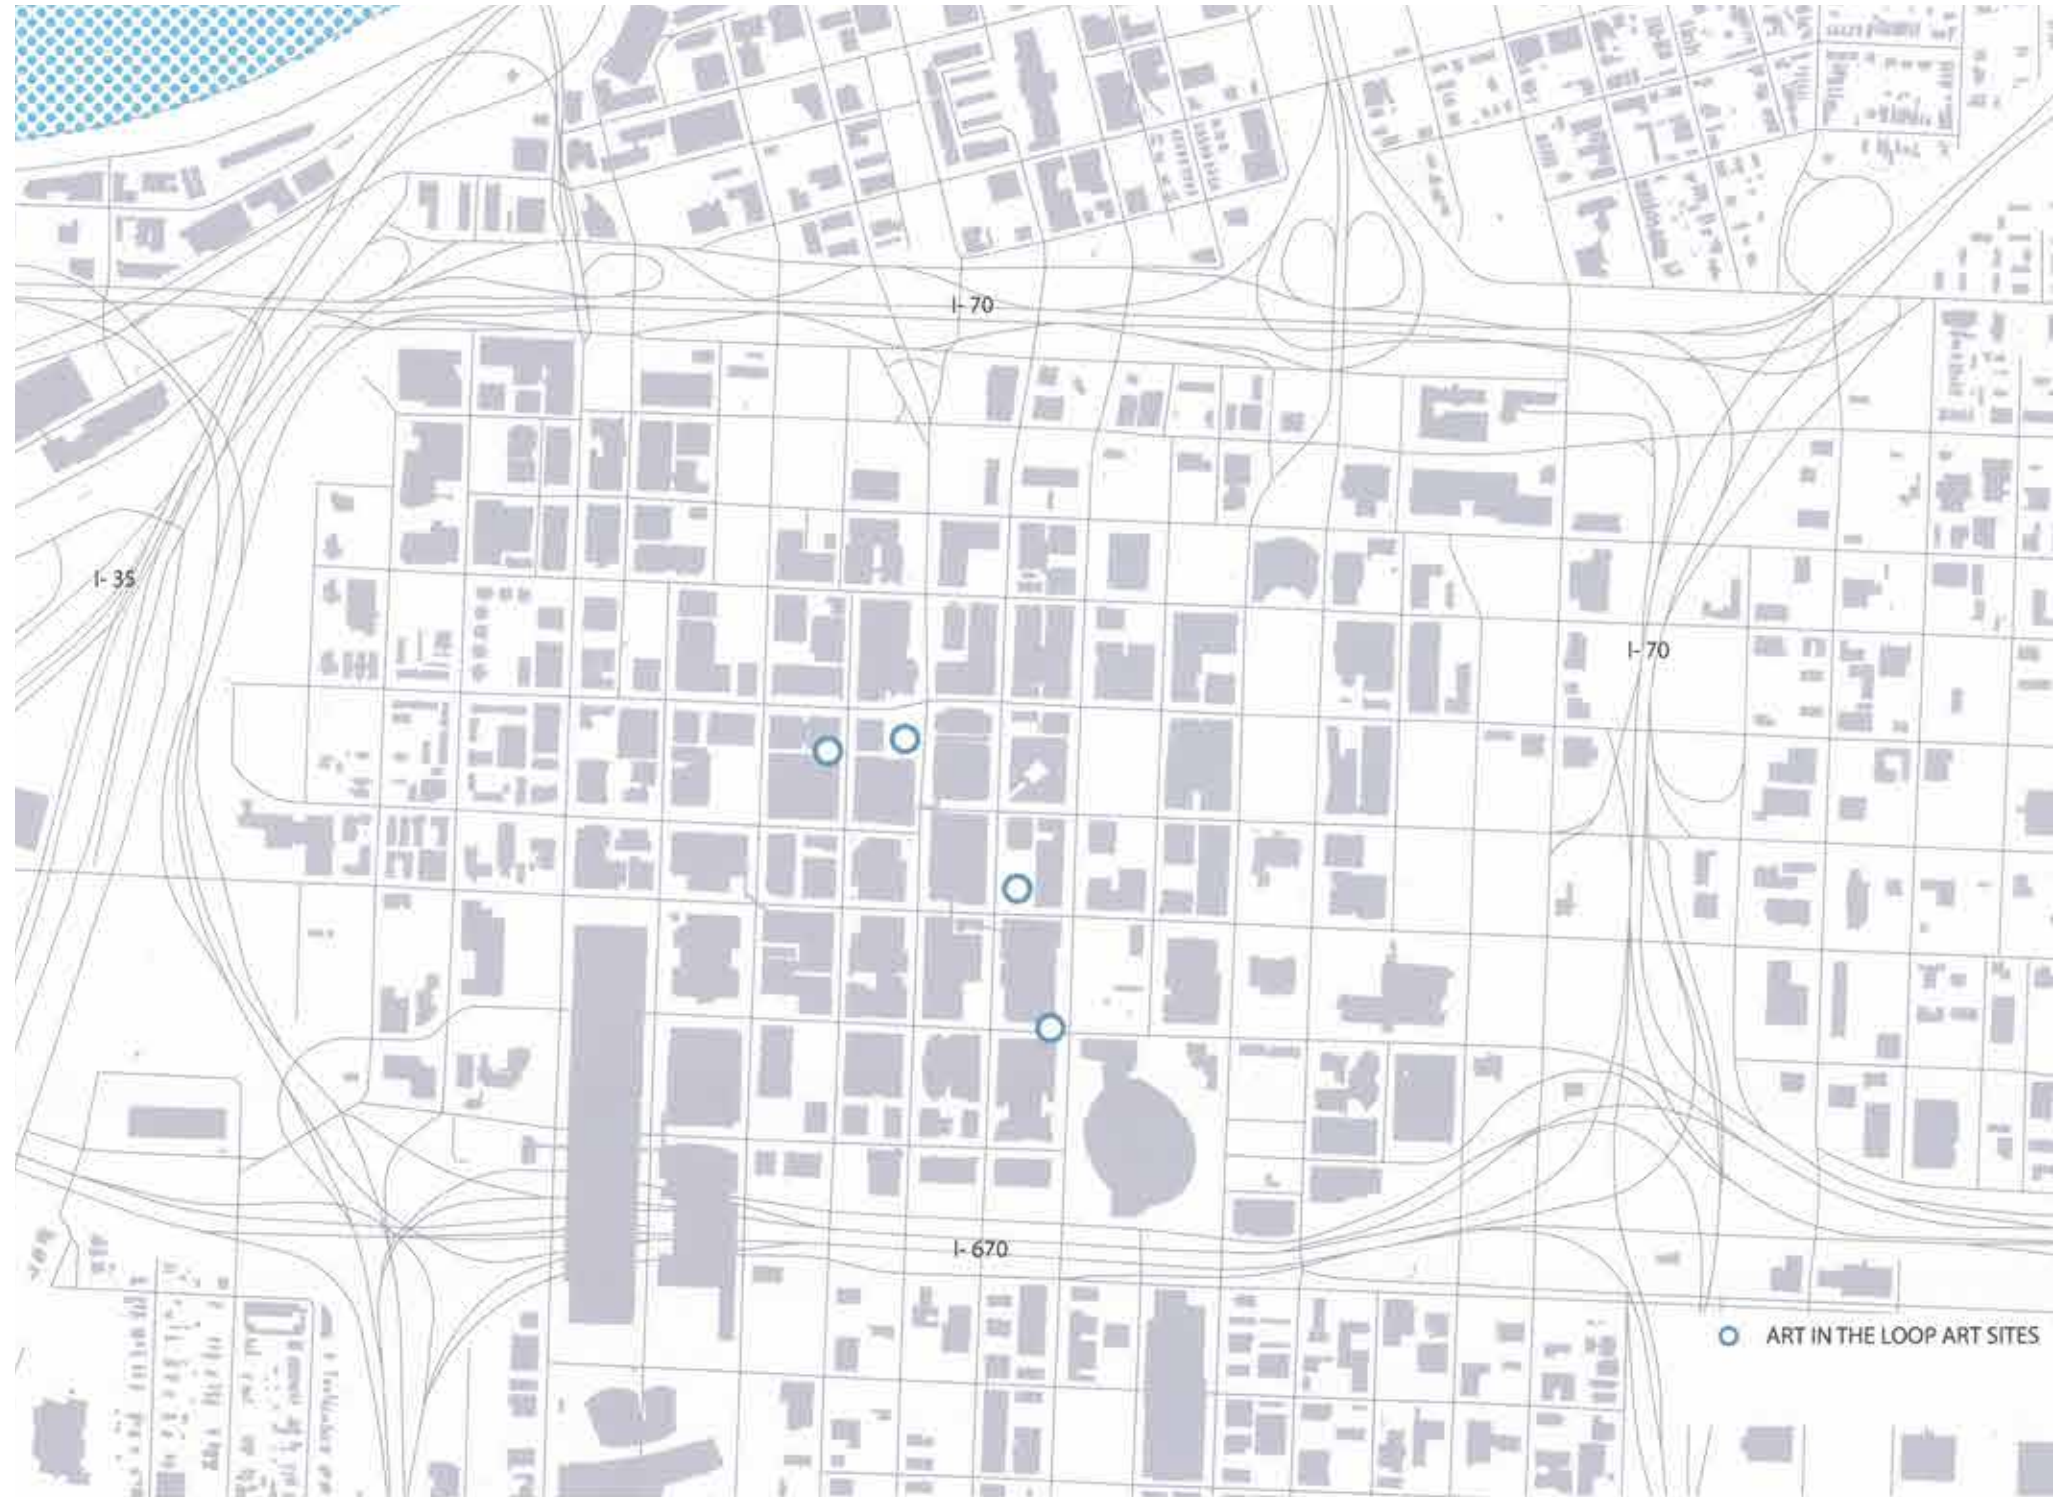 I- 70
I- 35
I- 70
I- 670
ART IN THE LOOP ART SITES